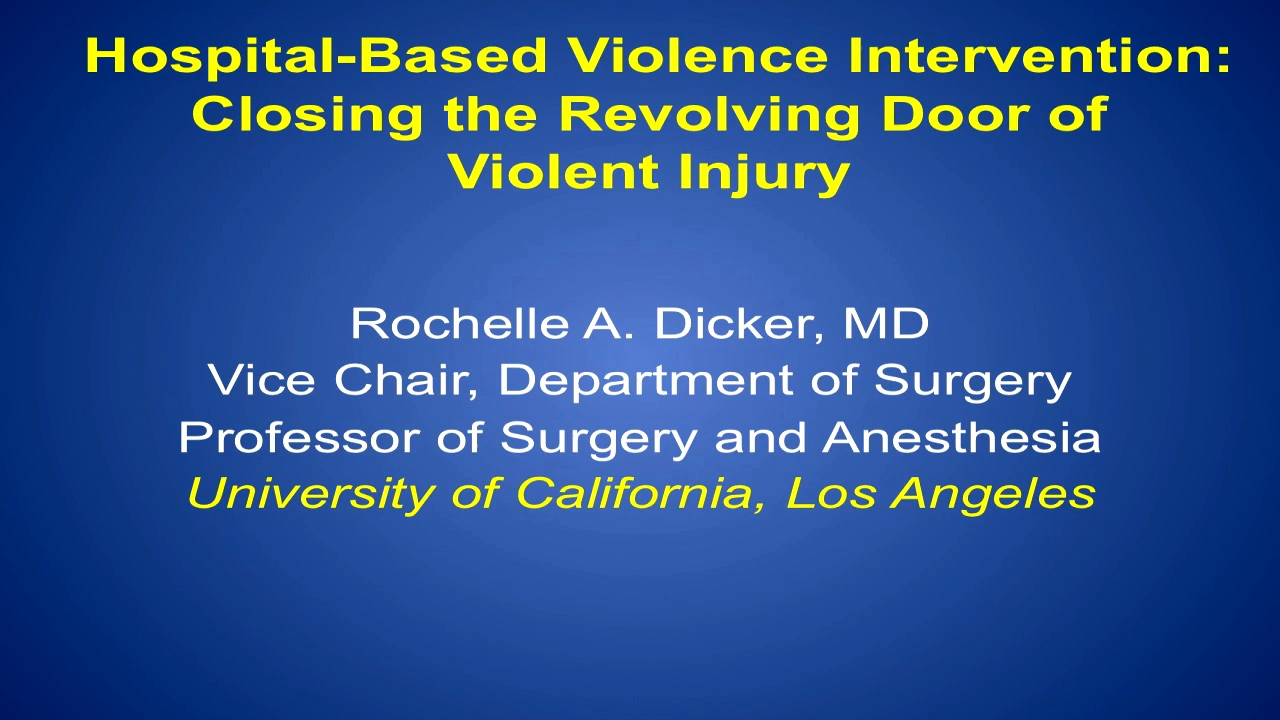 Hospital-Based Violence Intervention:
Closing the Revolving Door of
Violent Injury
Rochelle A. Dicker, MD
Vice Chair, Department of Surgery
Professor of Surgery and Anesthesia
University of California, Los Angeles